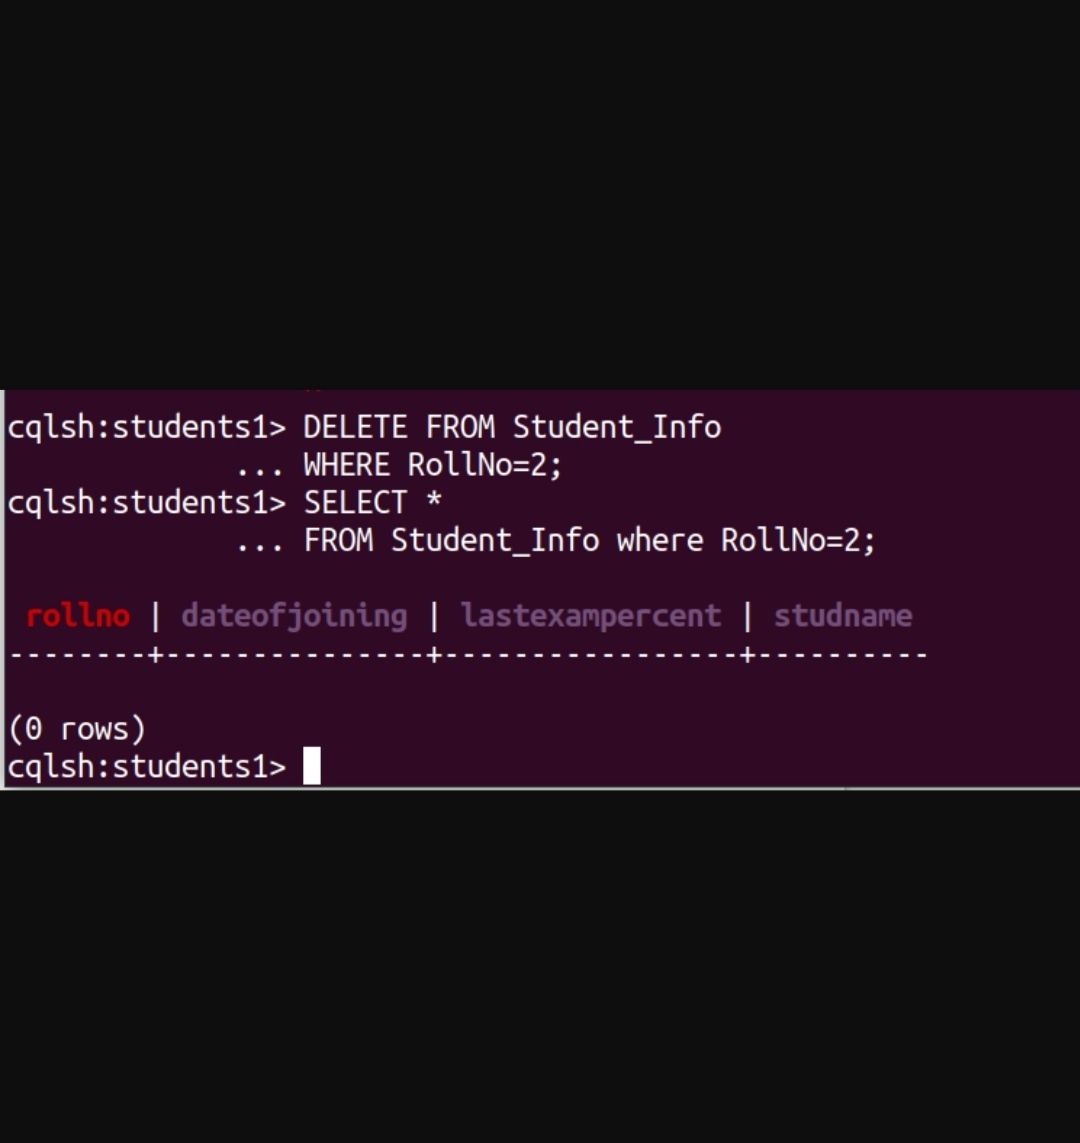 cqlsh:students1> DELETE FROM Student_Info
... WHERE RollNo=2;
cqlsh:students1> SELECT *
... FROM Student_Info where RollNo=2;
rollno | dateofjoining | lastexampercent | studname
--------+---------------+-----------------+----------
(0 rows)
cqlsh:students1>